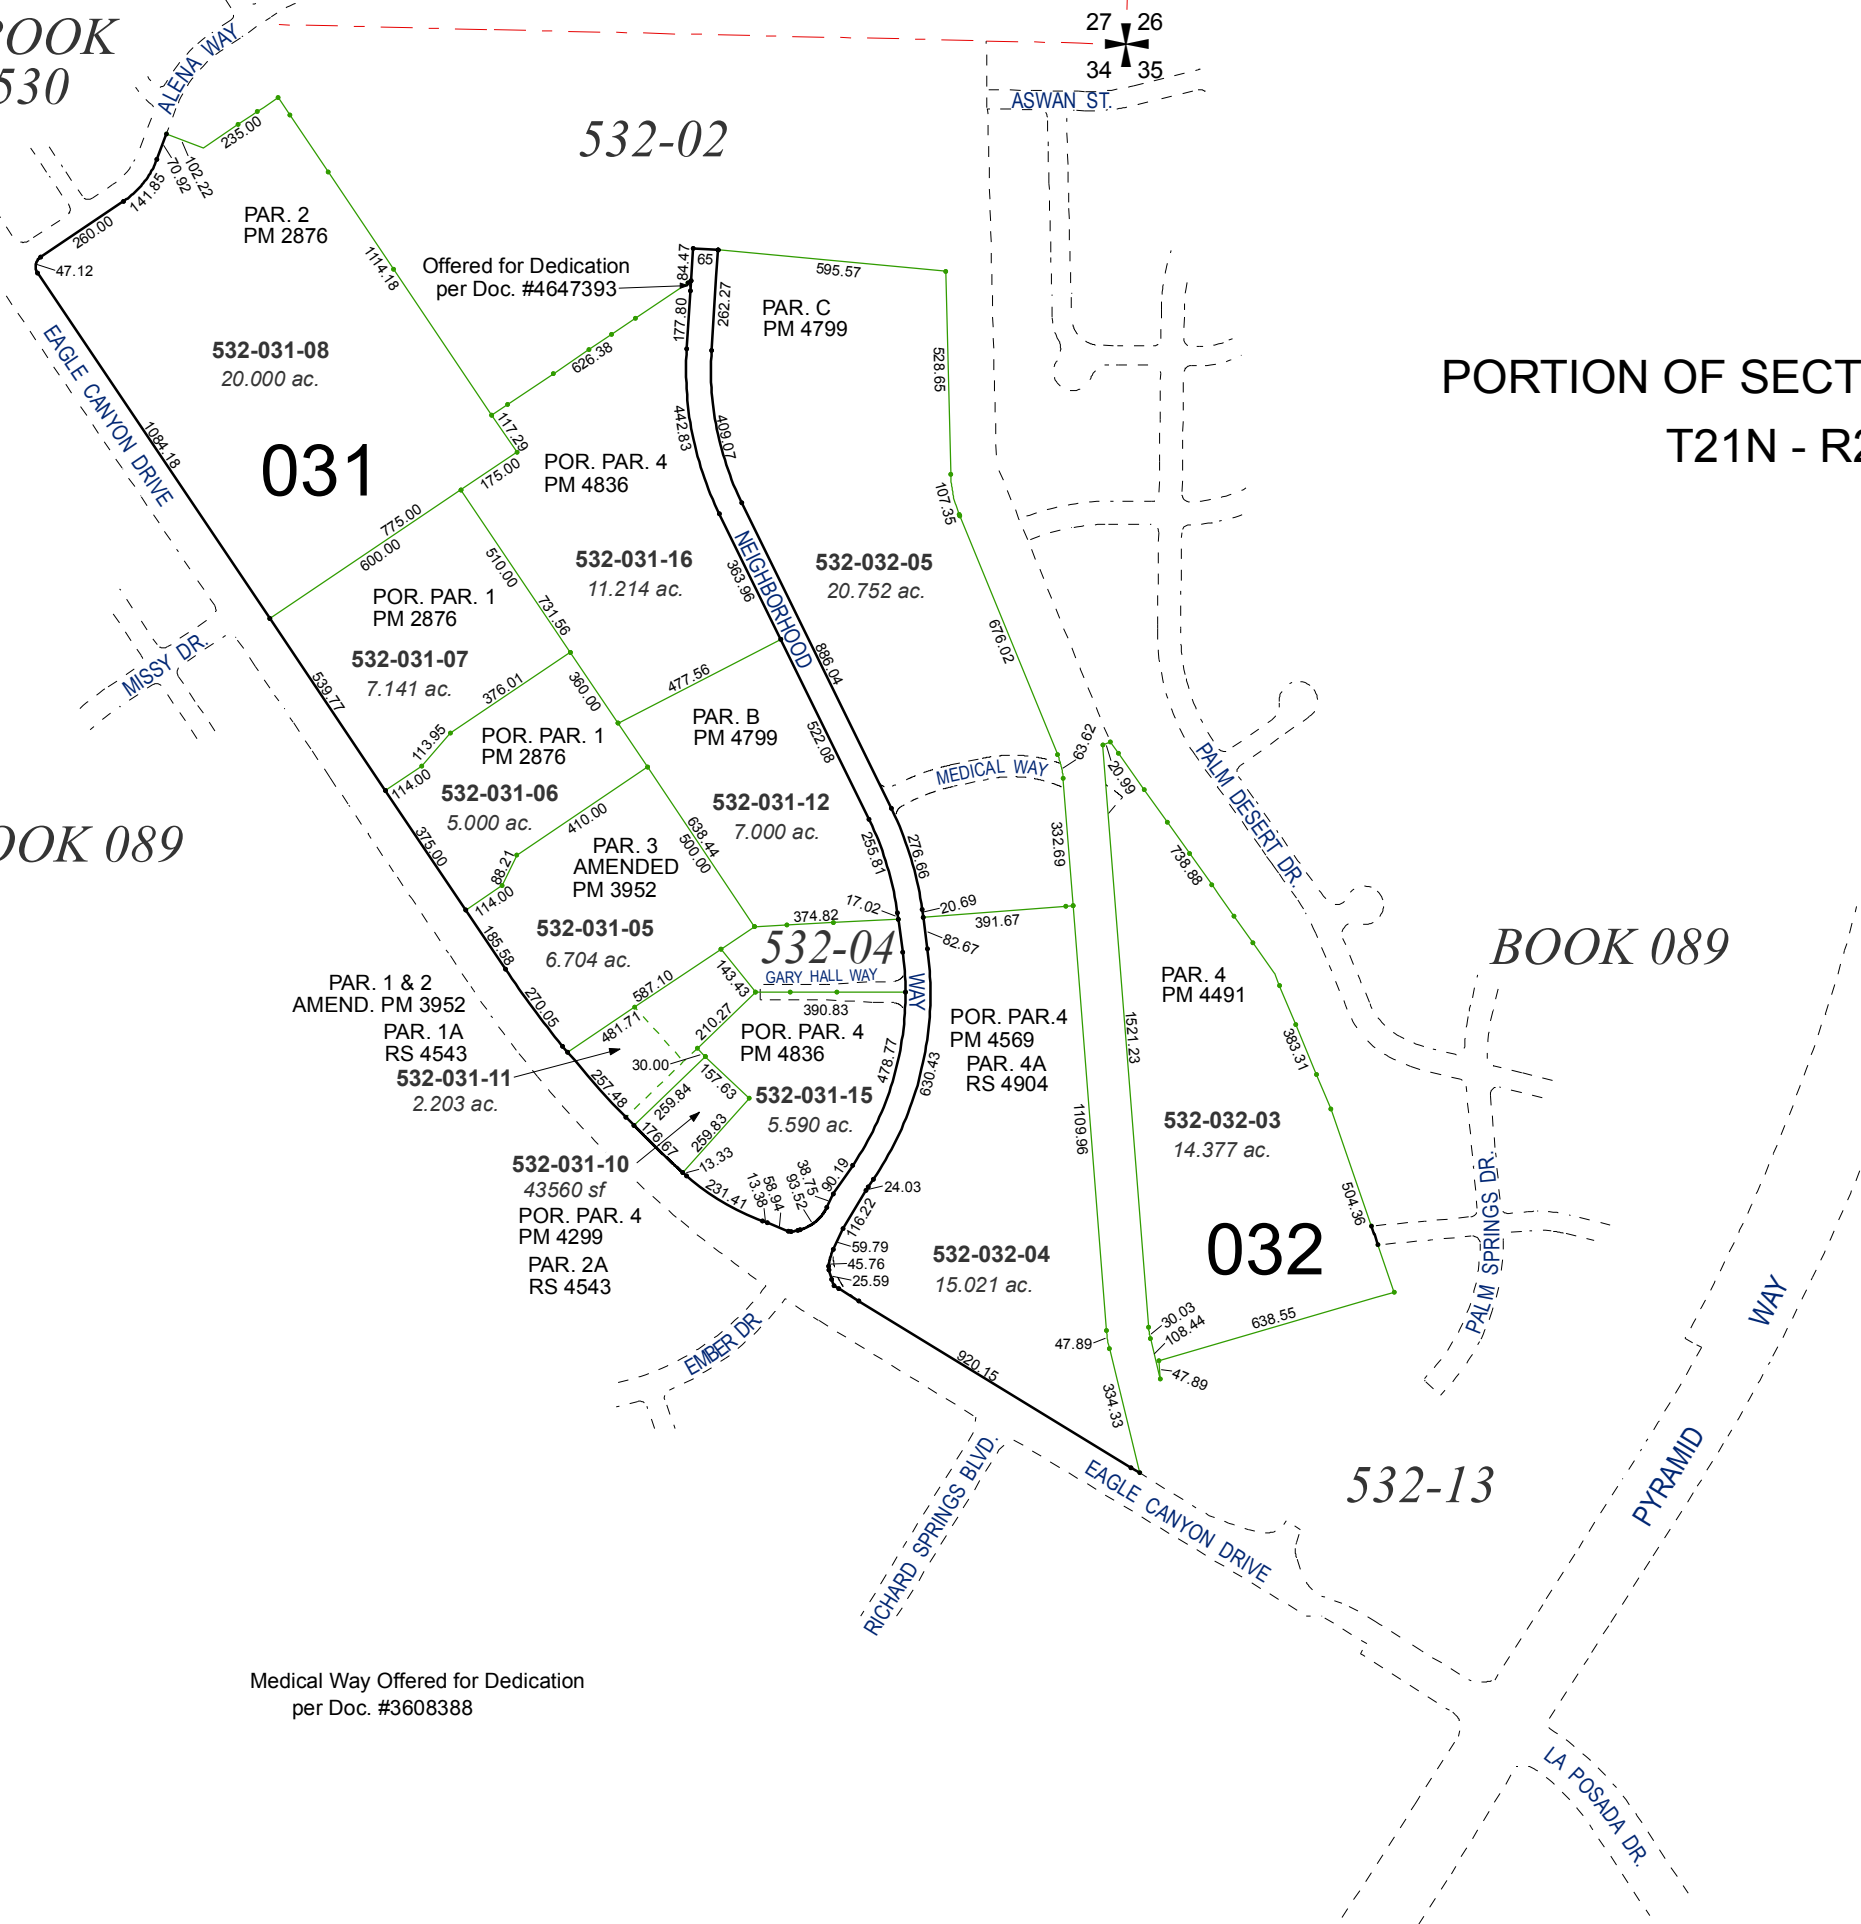 BOOK
530
ALENA WAY
27 26
34 35
ASWAN ST.
532-02
235.00
102.22
70.92
141.85
260.00
47.12
PAR. 2
PM 2876
1114.18
Offered for Dedication
per Doc. #4647393
184.47
65
595.57
177.80
262.27
PAR. C
PM 4799
528.65
626.38
532-031-08
20.000 ac.
EAGLE CANYON DRIVE
1084.18
PORTION OF SECT
T21N - R2
031
117.29
175.00
442.83
409.07
POR. PAR. 4
PM 4836
107.35
775.00
600.00
510.00
731.56
532-031-16
11.214 ac.
363.96
NEIGHBORHOOD
WAY
532-032-05
20.752 ac.
POR. PAR. 1
PM 2876
532-031-07
7.141 ac.
MISSY DR.
539.77
376.01
360.00
477.56
886.04
676.02
113.95
114.00
POR. PAR. 1
PM 2876
PAR. B
PM 4799
522.08
63.62
20.99
MEDICAL WAY
PALM DESERT DR.
532-031-06
5.000 ac.
532-031-12
7.000 ac.
375.00
410.00
638.44
500.00
255.81
276.66
332.69
738.88
OOK 089
PAR. 3
AMENDED
PM 3952
88.21
114.00
17.02
20.69
374.82
391.67
82.67
532-031-05
6.704 ac.
532-04
GARY HALL WAY
BOOK 089
185.58
143.43
587.10
270.05
390.83
PAR. 1 & 2
AMEND. PM 3952
PAR. 1A
RS 4543
532-031-11
2.203 ac.
481.71
210.27
POR. PAR. 4
PM 4836
30.00
157.63
259.84
257.48
478.77
630.43
POR. PAR.4
PM 4569
PAR. 4A
RS 4904
PAR. 4
PM 4491
1521.23
383.31
532-031-15
5.590 ac.
1109.96
532-032-03
14.377 ac.
176.67
259.83
13.33
532-031-10
43560 sf
POR. PAR. 4
PM 4299
PAR. 2A
RS 4543
231.41
13.38
58.94
93.52
38.75
90.19
24.03
116.22
59.79
45.76
25.59
532-032-04
15.021 ac.
032
504.36
PALM SPRINGS DR.
638.55
30.03
108.44
47.89
47.89
334.33
920.15
EMBER DR.
RICHARD SPRINGS BLVD.
EAGLE CANYON DRIVE
532-13
PYRAMID WAY
LA POSADA DR.
Medical Way Offered for Dedication
per Doc. #3608388